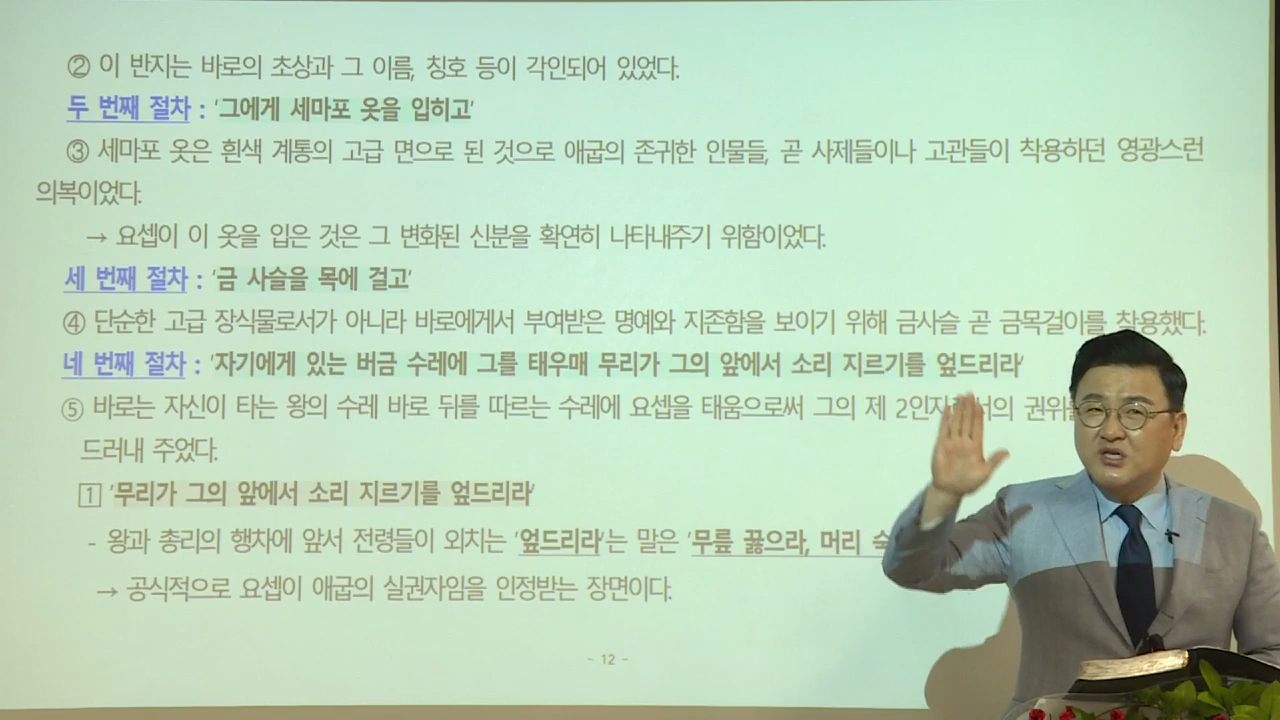 ② 이 반지는 바로의 초상과 그 이름, 칭호 등이 각인되어 있었다.
두 번째 절차 : '그에게 세마포 옷을 입히고'
③ 세마포 옷은 흰색 계통의 고급 면으로 된 것으로 애굽의 존귀한 인물들, 곧 사제들이나 고관들이 착용하던 영광스런
의복이었다.
→ 요셉이 이 옷을 입은 것은 그 변화된 신분을 확연히 나타내주기 위함이었다.
세 번째 절차 : '금 사슬을 목에 걸고'
④ 단순한 고급 장식물로서가 아니라 바로에게서 부여받은 명예와 지존함을 보이기 위해 금사슬 곧 금목걸이를 착용했다.
네 번째 절차 : '자기에게 있는 버금 수레에 그를 태우매 무리가 그의 앞에서 소리 지르기를 엎드리라'
⑤ 바로는 자신이 타는 왕의 수레 바로 뒤를 따르는 수레에 요셉을 태움으로써 그의 제 권위
드러내 주었다.
1 '무리가 그의 앞에서 소리 지르기를 엎드리라'
- 왕과 총리의 행차에 앞서 전령들이 외치는 '엎드리라'는 말은 '무릎 꿇으라, 머리
→ 공식적으로 요셉이 애굽의 실권자임을 인정받는 장면이다.
- 12 -